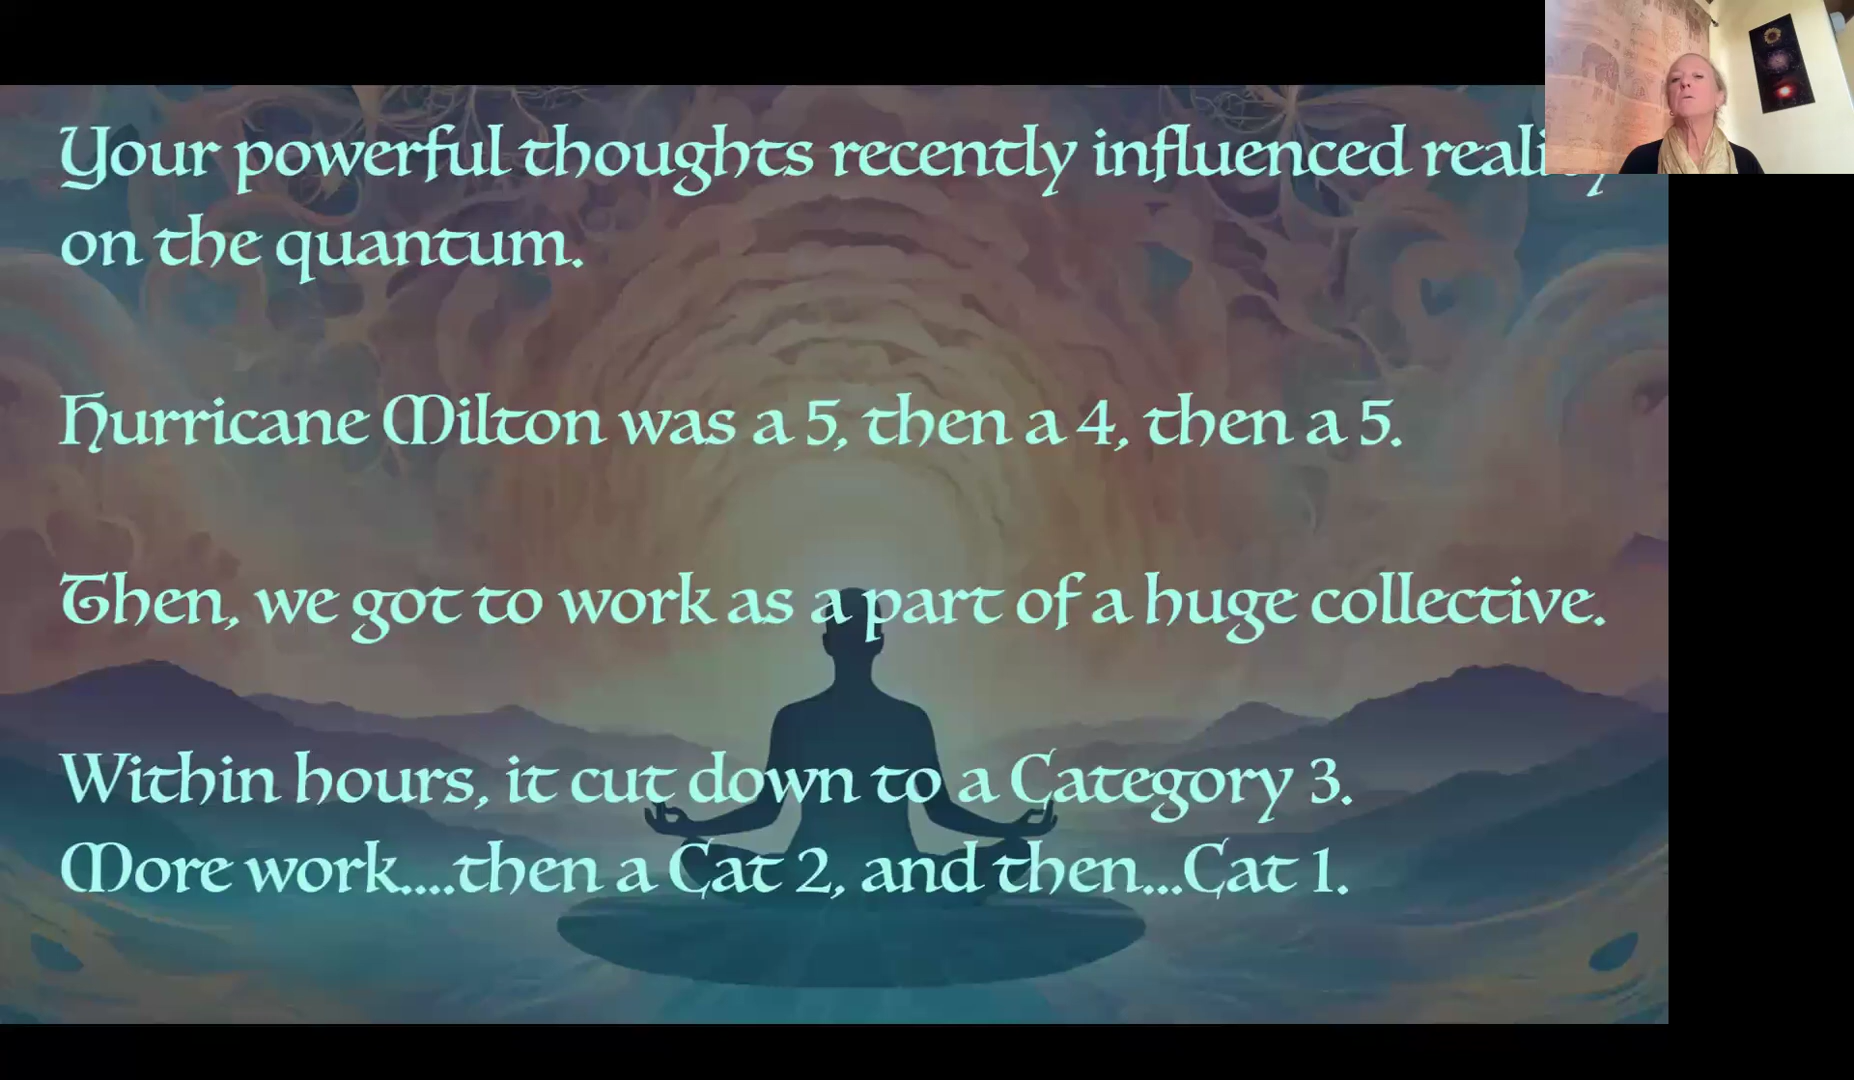 Your powerful thoughts recently influenced
on the quantum.
Hurricane Milton was a 5, then a 4, then a 5.
Then, we got to work as a part of a huge collective.
Within hours, it cut down to a Category 3.
More work....then a Cat 2, and then...Cat 1.